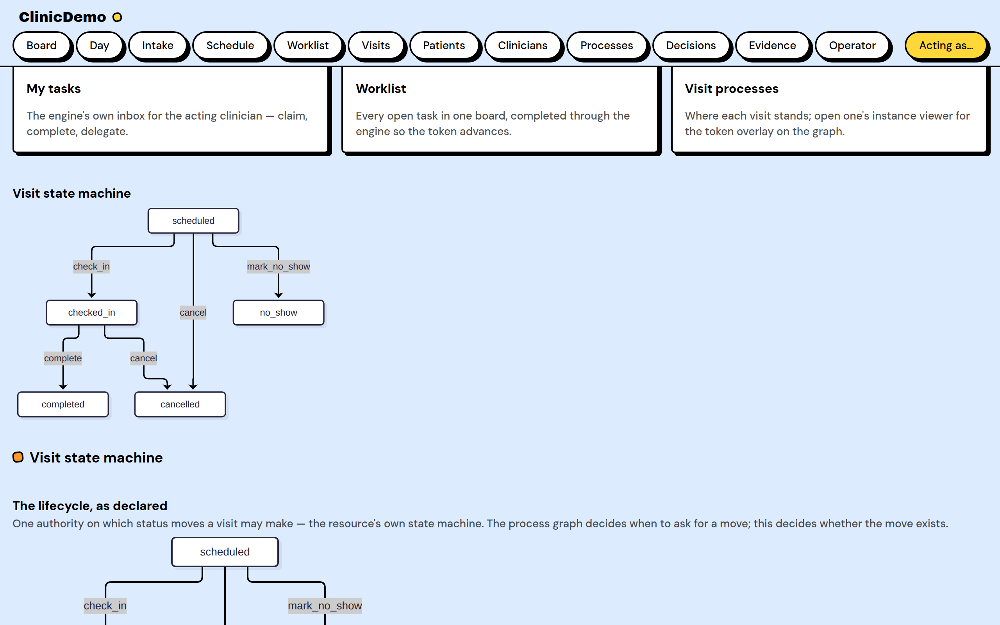 ClinicDemo
Board
Day
Intake
Schedule
Worklist
Visits
Patients
Clinicians
Processes
Decisions
Evidence
Operator
Acting as...
My tasks
The engine's own inbox for the acting clinician — claim,
complete, delegate.
Worklist
Every open task in one board, completed through the
engine so the token advances.
Visit processes
Where each visit stands; open one's instance viewer for
the token overlay on the graph.
Visit state machine
scheduled
check_in
mark_no_show
checked_in
cancel
no_show
complete
cancel
completed
cancelled
Visit state machine
The lifecycle, as declared
One authority on which status moves a visit may make — the resource's own state machine. The process graph decides when to ask for a move; this decides whether the move exists.
scheduled
check_in
mark_no_show